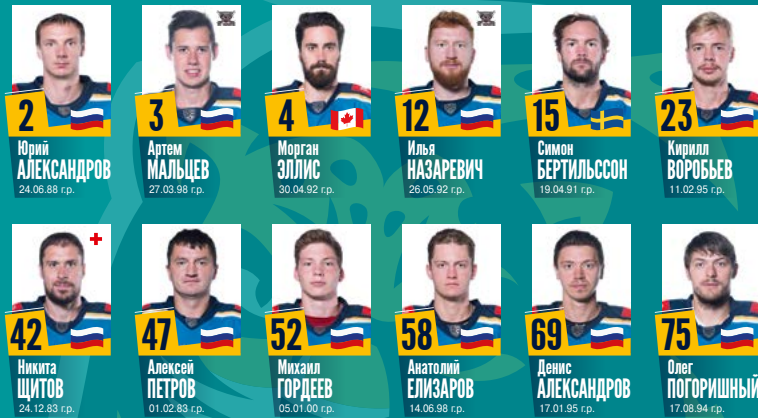 2
Юрий
АЛЕКСАНДРОВ
24.06.88 г.р.
3
Артем
МАЛЬЦЕВ
27.03.98 г.р.
4
Морган
ЭЛЛИС
30.04.92 г.р.
12
Илья
НАЗАРЕВИЧ
26.05.92 г.р.
15
Симон
БЕРТИЛЬССОН
19.04.91 г.р.
23
Кирилл
ВОРОБЬЕВ
11.02.95 г.р.
42
Никита
ЩИТОВ
24.12.83 г.р.
47
Алексей
ПЕТРОВ
01.02.83 г.р.
52
Михаил
ГОРДЕЕВ
05.01.00 г.р.
58
Анатолий
ЕЛИЗАРОВ
14.06.98 г.р.
69
Денис
АЛЕКСАНДРОВ
17.01.95 г.р.
75
Олег
ПОГОРИШНЫЙ
17.08.94 г.р.